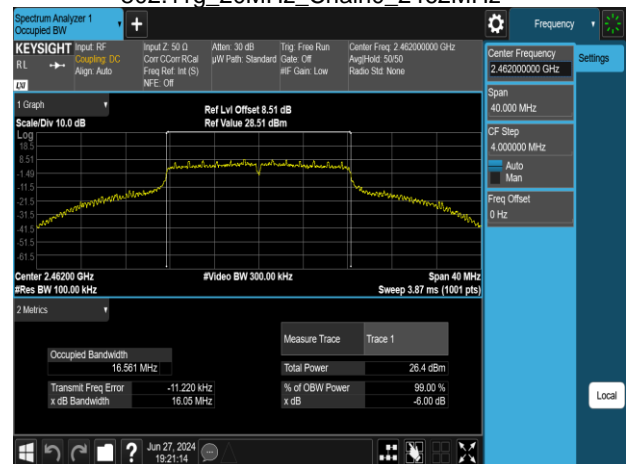 802.11g_20MHz_Chain0_2462MHz
Spectrum Analyzer 1
Occupied BW
Frequency
KEYSIGHT
RL
LXI
Input: RF
Coupling: DC
Align: Auto
Input Z: 50 Ω
Corr CCorr RCal
Freq Ref: Int (S)
NFE: Off
Atten: 30 dB
µW Path: Standard
Trig: Free Run
Gate: Off
#IF Gain: Low
Center Freq: 2.462000000 GHz
Avg|Hold: 50/50
Radio Std: None
Center Frequency
2.462000000 GHz
Settings
Span
40.000 MHz
CF Step
4.000000 MHz
Auto
Man
Freq Offset
0 Hz
Local
1 Graph
Scale/Div 10.0 dB
Ref Lvl Offset 8.51 dB
Ref Value 28.51 dBm
Log
18.5
8.51
-1.49
-11.5
-21.5
-31.5
-41.5
-51.5
-61.5
Center 2.46200 GHz
#Video BW 300.00 kHz
Span 40 MHz
#Res BW 100.00 kHz
Sweep 3.87 ms (1001 pts)
2 Metrics
Measure Trace
Trace 1
Occupied Bandwidth
16.561 MHz
Total Power
26.4 dBm
Transmit Freq Error
-11.220 kHz
% of OBW Power
99.00 %
x dB Bandwidth
16.05 MHz
x dB
-6.00 dB
?
Jun 27, 2024
19:21:14